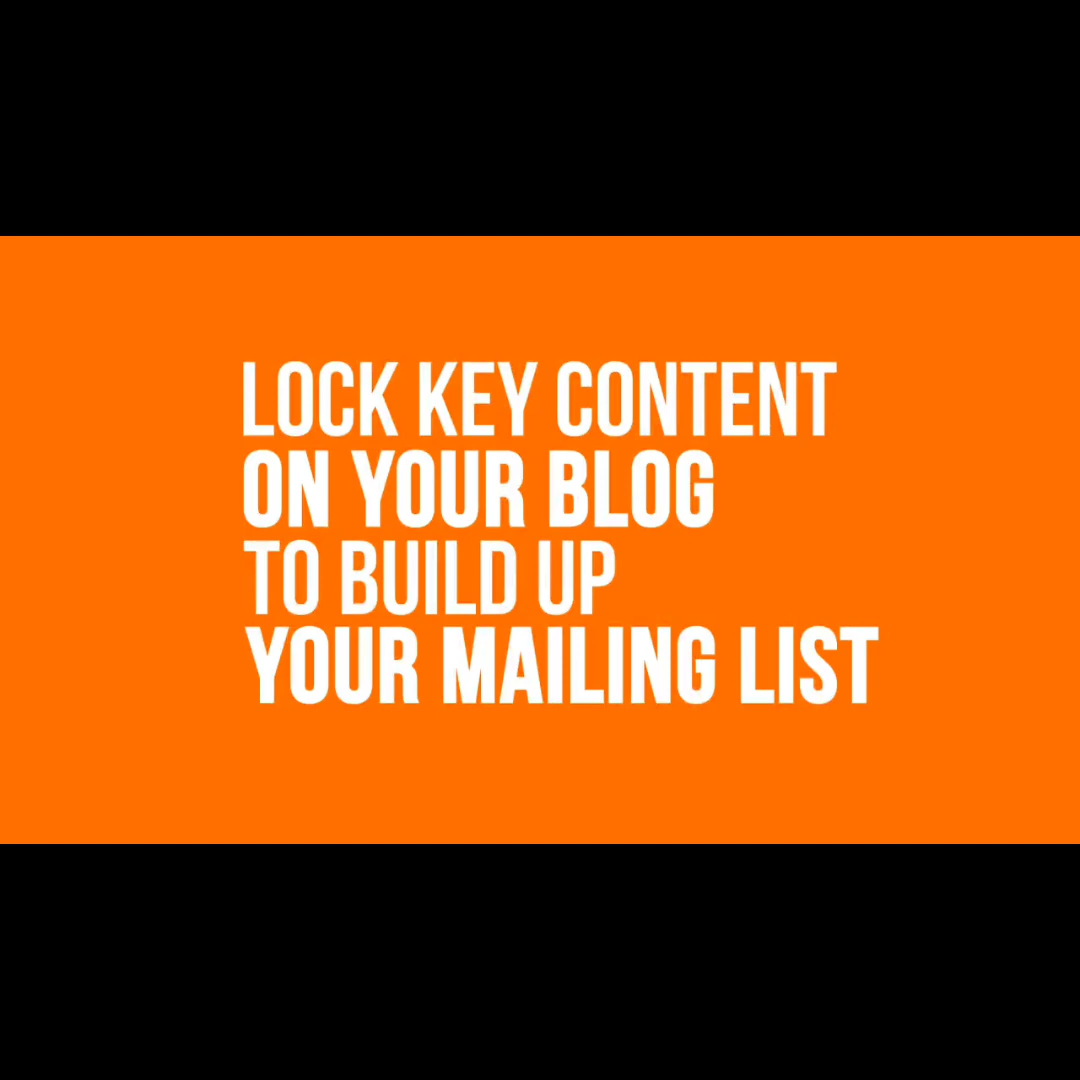 LOCK KEY CONTENT
ON YOUR BLOG
TO BUILD UP
YOUR MAILING LIST